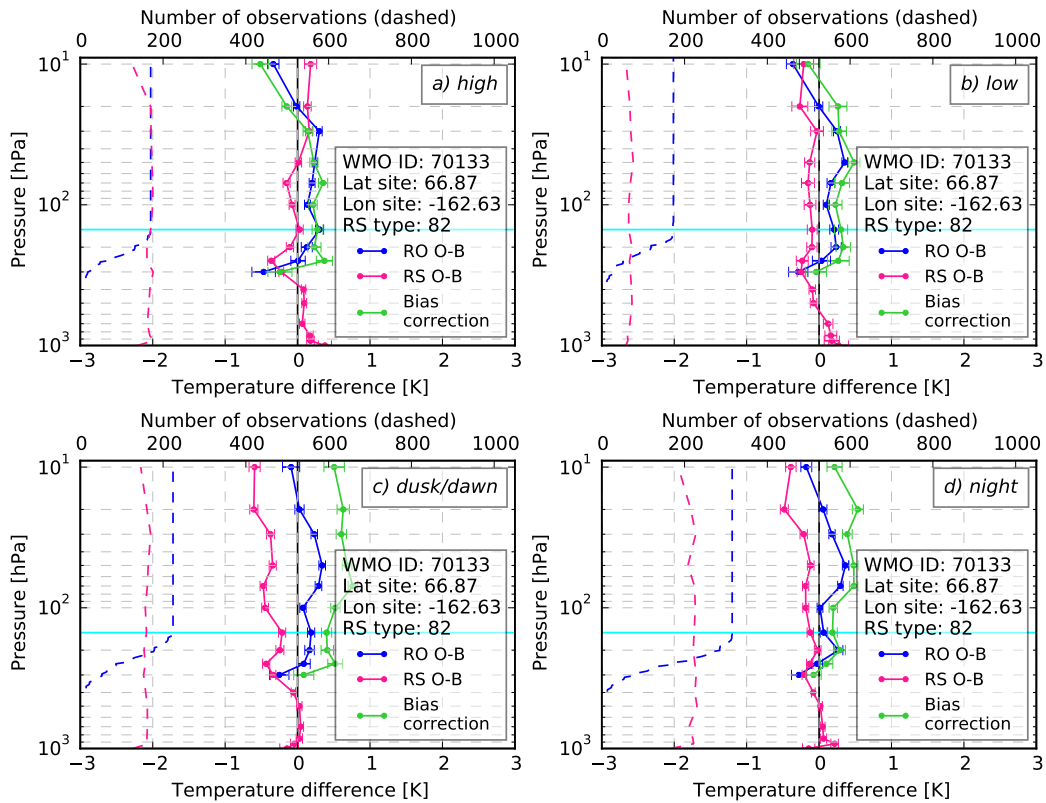 Number of observations (dashed)
0 200 400 600 800 1000
10¹
10²
10³
Pressure [hPa]
a) high
WMO ID: 70133
Lat site: 66.87
Lon site: -162.63
RS type: 82
RO O-B
RS O-B
Bias
correction
−3 −2 −1 0 1 2 3
Temperature difference [K]
Number of observations (dashed)
0 200 400 600 800 1000
10¹
10²
10³
Pressure [hPa]
b) low
WMO ID: 70133
Lat site: 66.87
Lon site: -162.63
RS type: 82
RO O-B
RS O-B
Bias
correction
−3 −2 −1 0 1 2 3
Temperature difference [K]
Number of observations (dashed)
0 200 400 600 800 1000
10¹
10²
10³
Pressure [hPa]
c) dusk/dawn
WMO ID: 70133
Lat site: 66.87
Lon site: -162.63
RS type: 82
RO O-B
RS O-B
Bias
correction
−3 −2 −1 0 1 2 3
Temperature difference [K]
Number of observations (dashed)
0 200 400 600 800 1000
10¹
10²
10³
Pressure [hPa]
d) night
WMO ID: 70133
Lat site: 66.87
Lon site: -162.63
RS type: 82
RO O-B
RS O-B
Bias
correction
−3 −2 −1 0 1 2 3
Temperature difference [K]